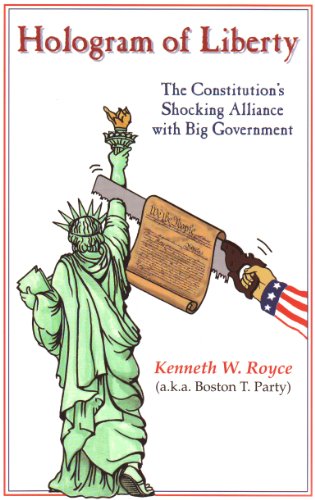 Hologram of Liberty
The Constitution's
Shocking Alliance
with Big Government
We the People
Kenneth W. Royce
(a.k.a. Boston T. Party)